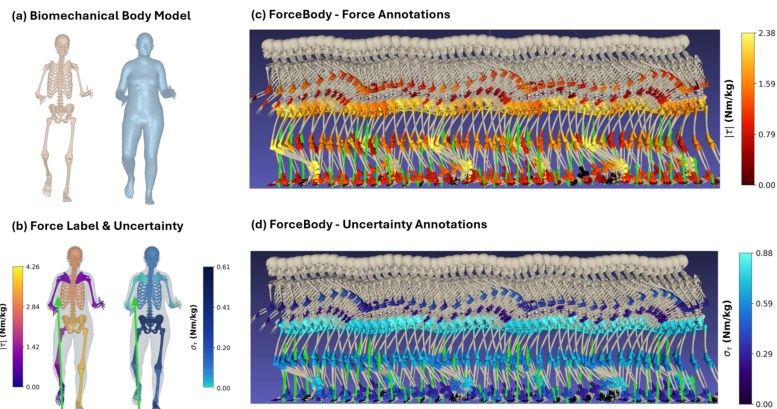 (a) Biomechanical Body Model
(b) Force Label & Uncertainty
4.26
2.84
1.42
0.00
|τ| (Nm/kg)
0.61
0.41
0.20
0.00
στ (Nm/kg)
(c) ForceBody - Force Annotations
2.38
1.59
0.79
0.00
|τ| (Nm/kg)
(d) ForceBody - Uncertainty Annotations
0.88
0.59
0.29
0.00
στ (Nm/kg)